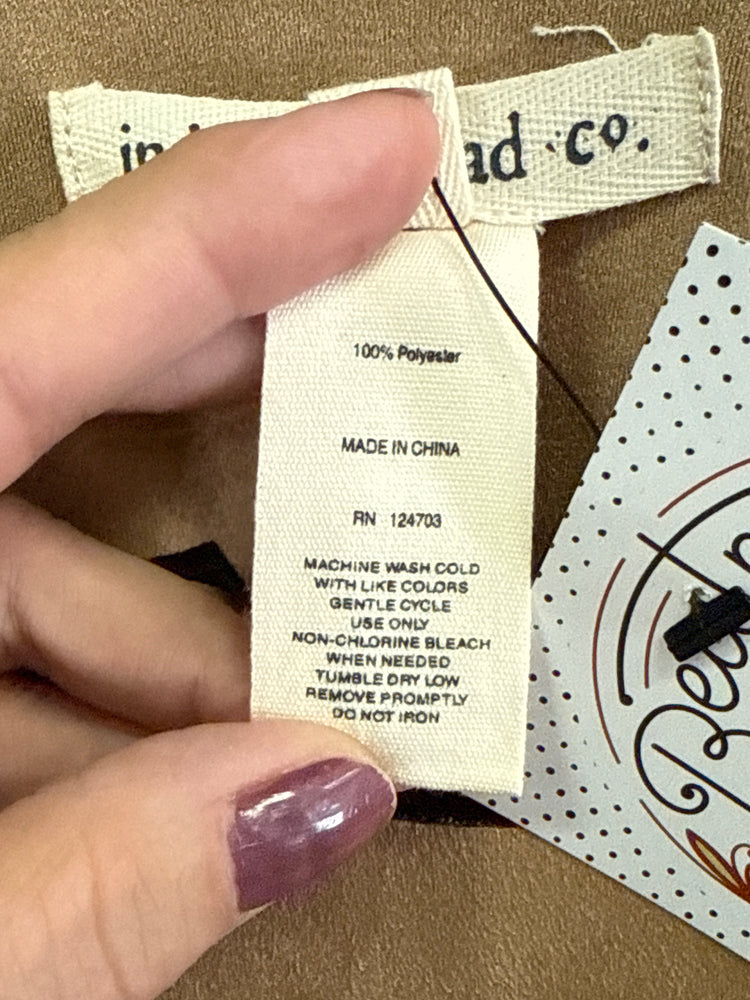 ad co.
100% Polyester
MADE IN CHINA
RN 124703
MACHINE WASH COLD
WITH LIKE COLORS
GENTLE CYCLE
USE ONLY
NON-CHLORINE BLEACH
WHEN NEEDED
TUMBLE DRY LOW
REMOVE PROMPTLY
DO NOT IRON